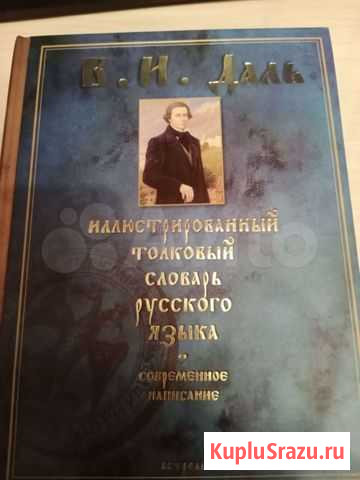 В.И. Даль
ИЛЛЮСТРИРОВАННЫЙ
ТОЛКОВЫЙ
СЛОВАРЬ
РУССКОГО
ЯЗЫКА
СОВРЕМЕННОЕ
НАПИСАНИЕ
KupluSrazu.ru